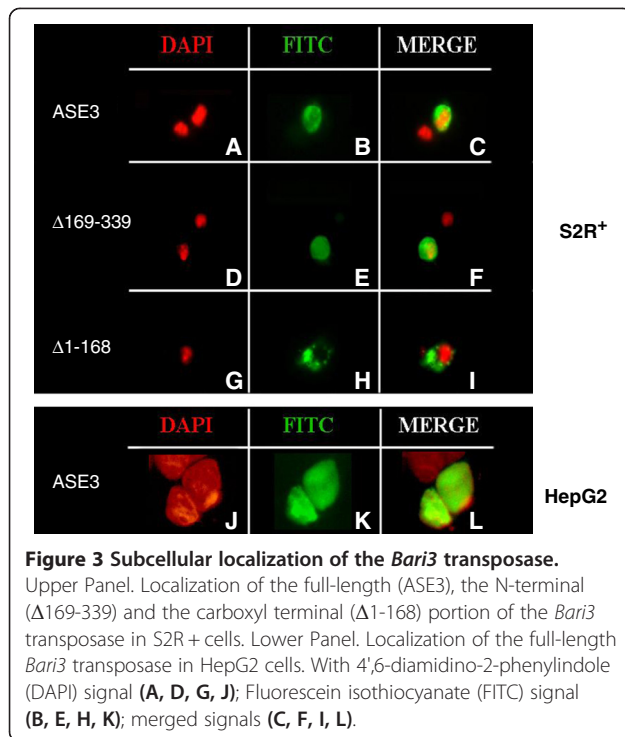 DAPI FITC MERGE
ASE3
A B C
Δ169-339
D E F
S2R+
Δ1-168
G H I
DAPI FITC MERGE
ASE3
J K L
HepG2
Figure 3 Subcellular localization of the Bari3 transposase.
Upper Panel. Localization of the full-length (ASE3), the N-terminal
(Δ169-339) and the carboxyl terminal (Δ1-168) portion of the Bari3
transposase in S2R + cells. Lower Panel. Localization of the full-length
Bari3 transposase in HepG2 cells. With 4',6-diamidino-2-phenylindole
(DAPI) signal (A, D, G, J); Fluorescein isothiocyanate (FITC) signal
(B, E, H, K); merged signals (C, F, I, L).